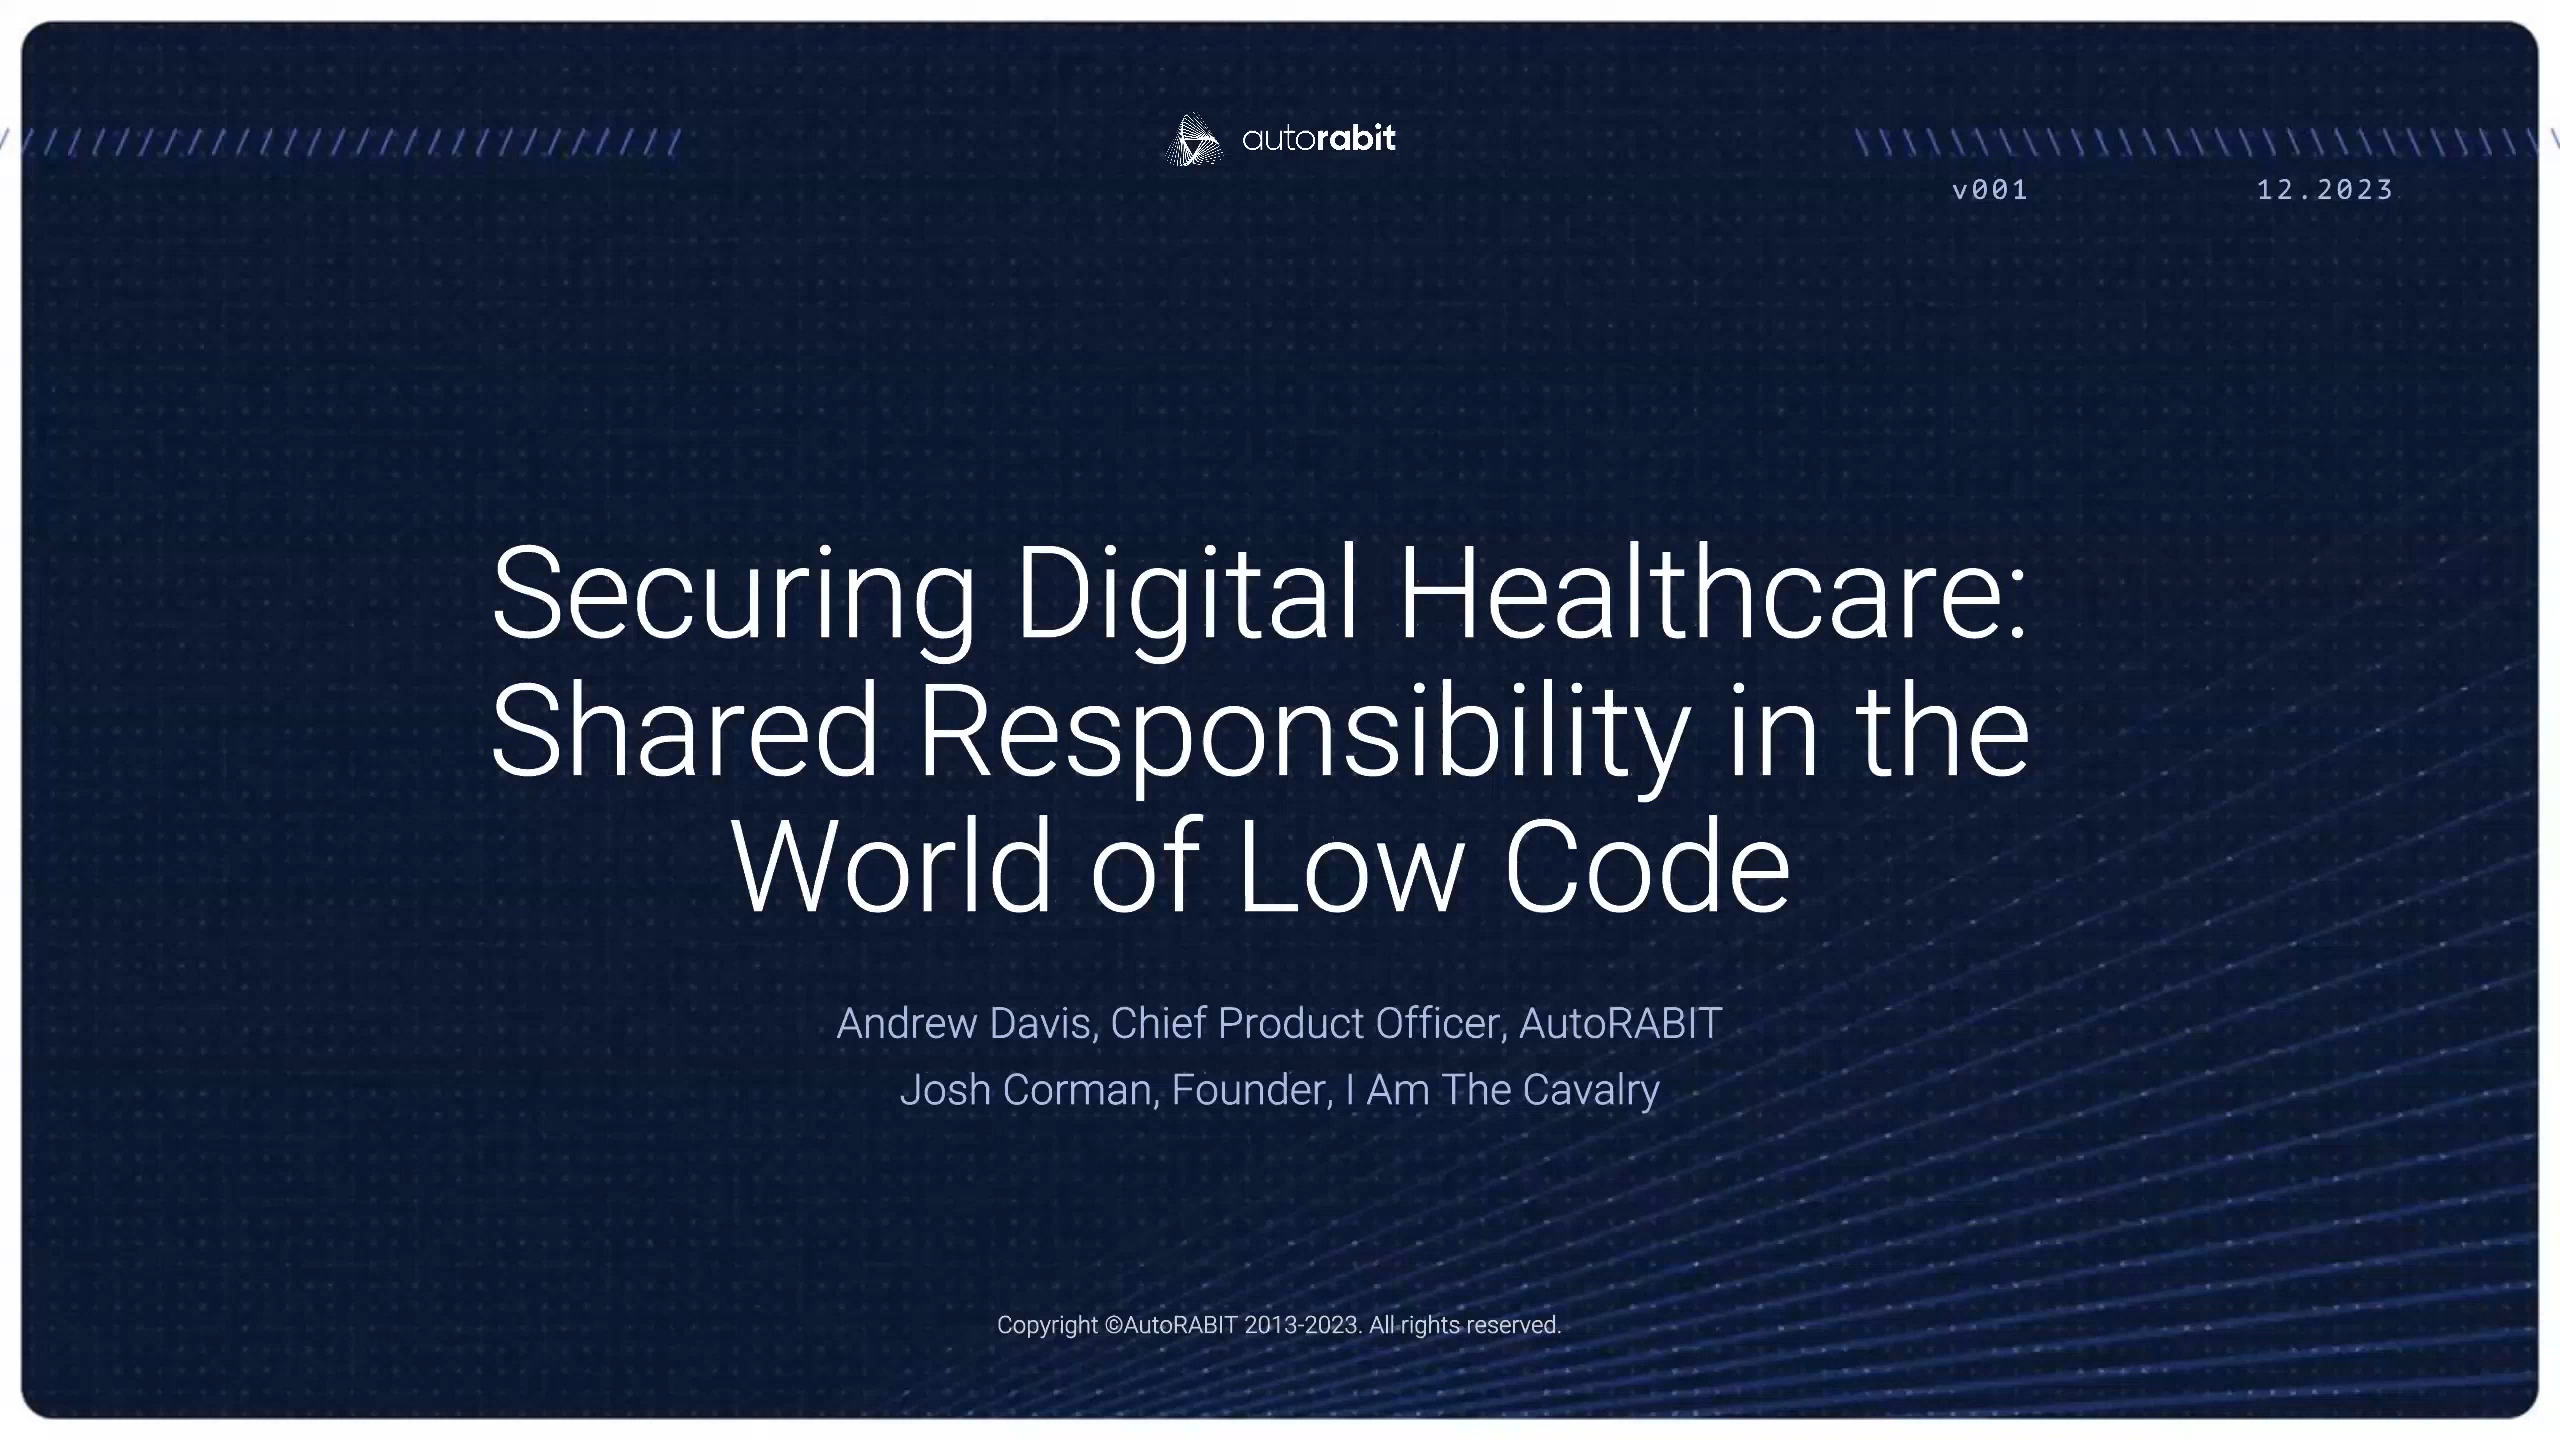 autorabit
v001 12.2023
Securing Digital Healthcare:
Shared Responsibility in the
World of Low Code
Andrew Davis, Chief Product Officer, AutoRABIT
Josh Corman, Founder, I Am The Cavalry
Copyright ©AutoRABIT 2013-2023. All rights reserved.